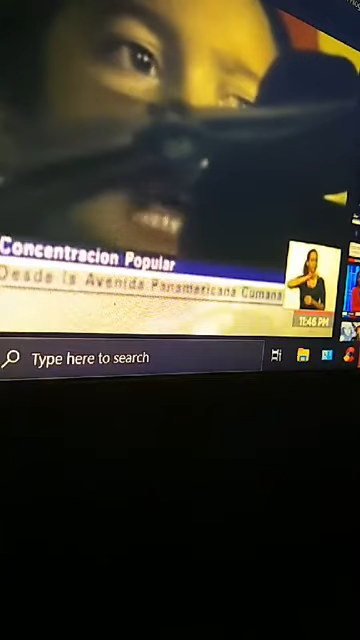 Concentracion Popular
Desde la Avenida Panamericana Cumana
11:46 PM
Type here to search